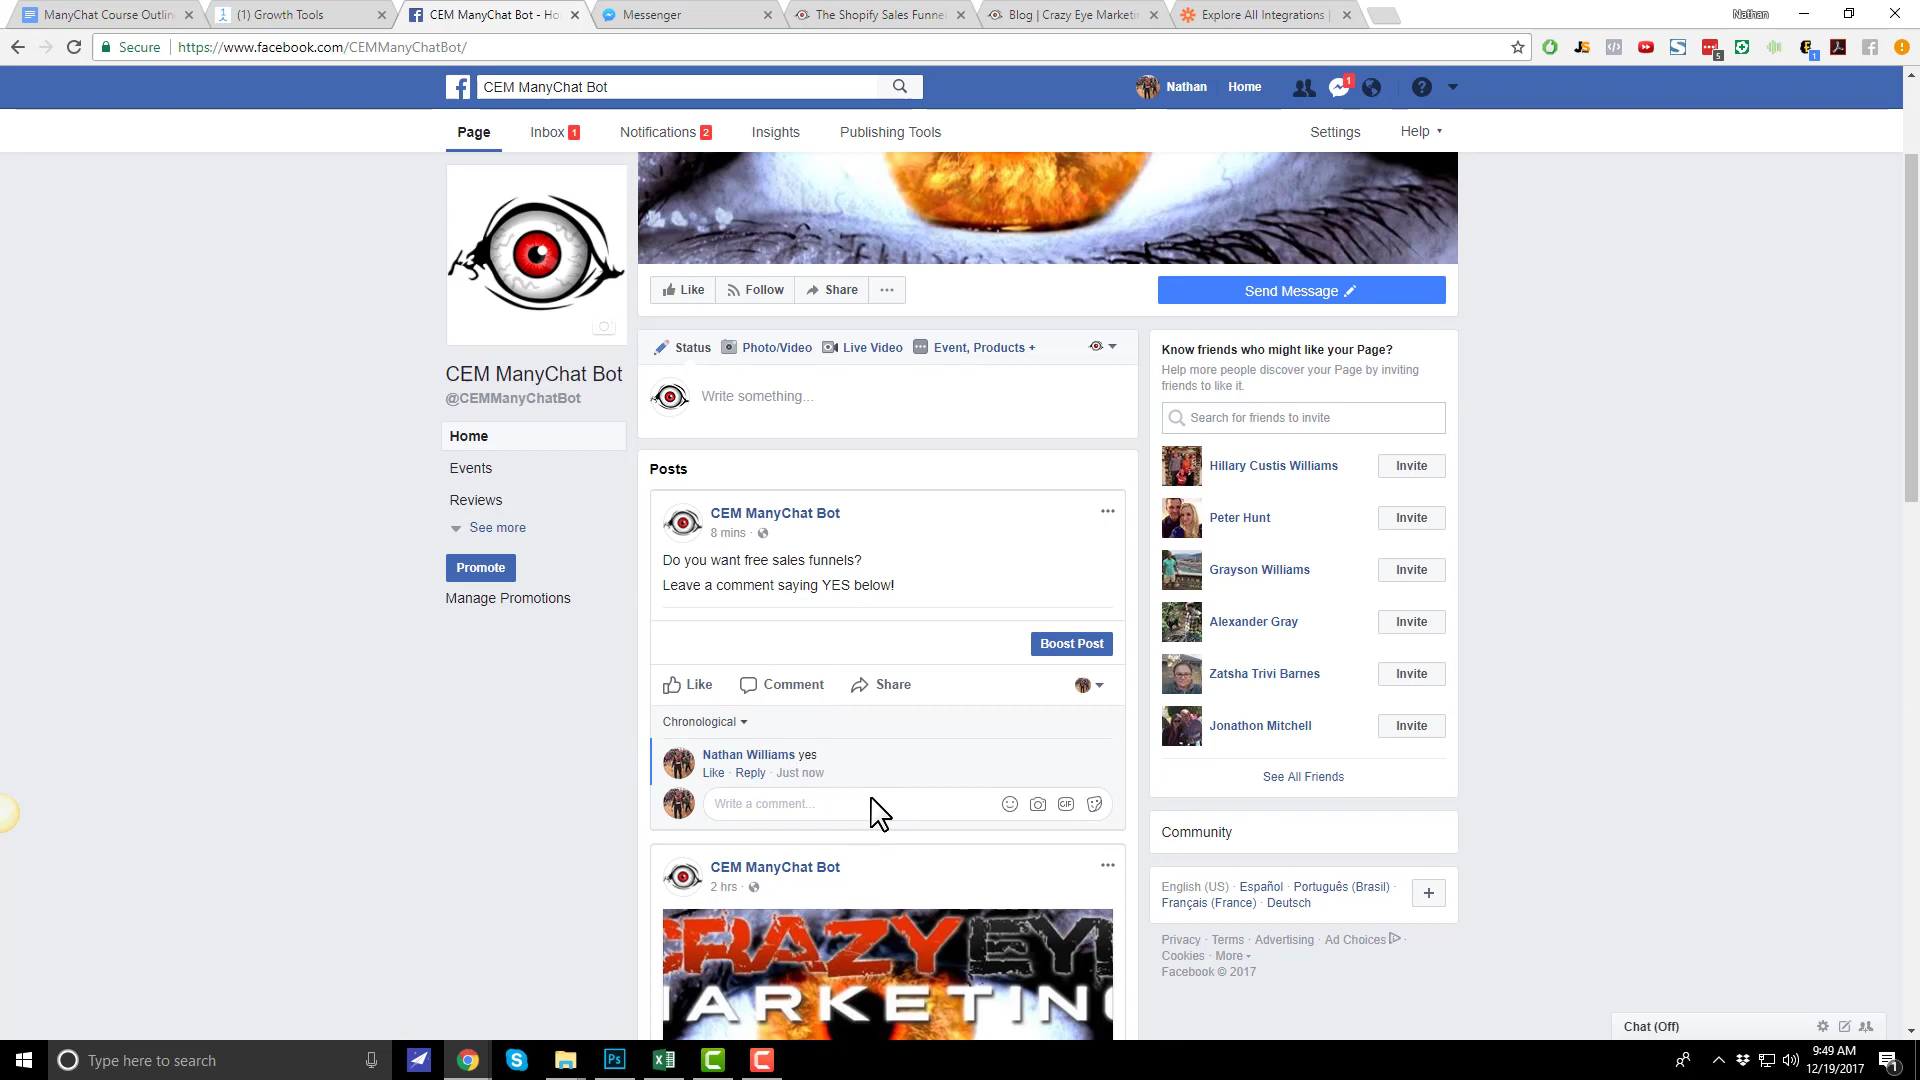 ManyChat Course Outlin
(1) Growth Tools
CEM ManyChat Bot - Ho
Messenger
The Shopify Sales Funne
Blog | Crazy Eye Marketi
Explore All Integrations |
Nathan
Secure
https://www.facebook.com/CEMManyChatBot/
CEM ManyChat Bot
Nathan
Home
1
Page
Inbox 1
Notifications 2
Insights
Publishing Tools
Settings
Help
Like
Follow
Share
Send Message
CEM ManyChat Bot
@CEMManyChatBot
Home
Events
Reviews
See more
Promote
Manage Promotions
Status
Photo/Video
Live Video
Event, Products +
Write something...
Posts
CEM ManyChat Bot
8 mins ·
Do you want free sales funnels?
Leave a comment saying YES below!
Boost Post
Like
Comment
Share
Chronological
Nathan Williams yes
Like · Reply · Just now
Write a comment...
GIF
CEM ManyChat Bot
2 hrs ·
CRAZY EYE
MARKETING
Know friends who might like your Page?
Help more people discover your Page by inviting
friends to like it.
Search for friends to invite
Hillary Custis Williams
Invite
Peter Hunt
Invite
Grayson Williams
Invite
Alexander Gray
Invite
Zatsha Trivi Barnes
Invite
Jonathon Mitchell
Invite
See All Friends
Community
English (US) · Español · Português (Brasil) ·
Français (France) · Deutsch
Privacy · Terms · Advertising · Ad Choices ·
Cookies · More
Facebook © 2017
Chat (Off)
Type here to search
9:49 AM
12/19/2017